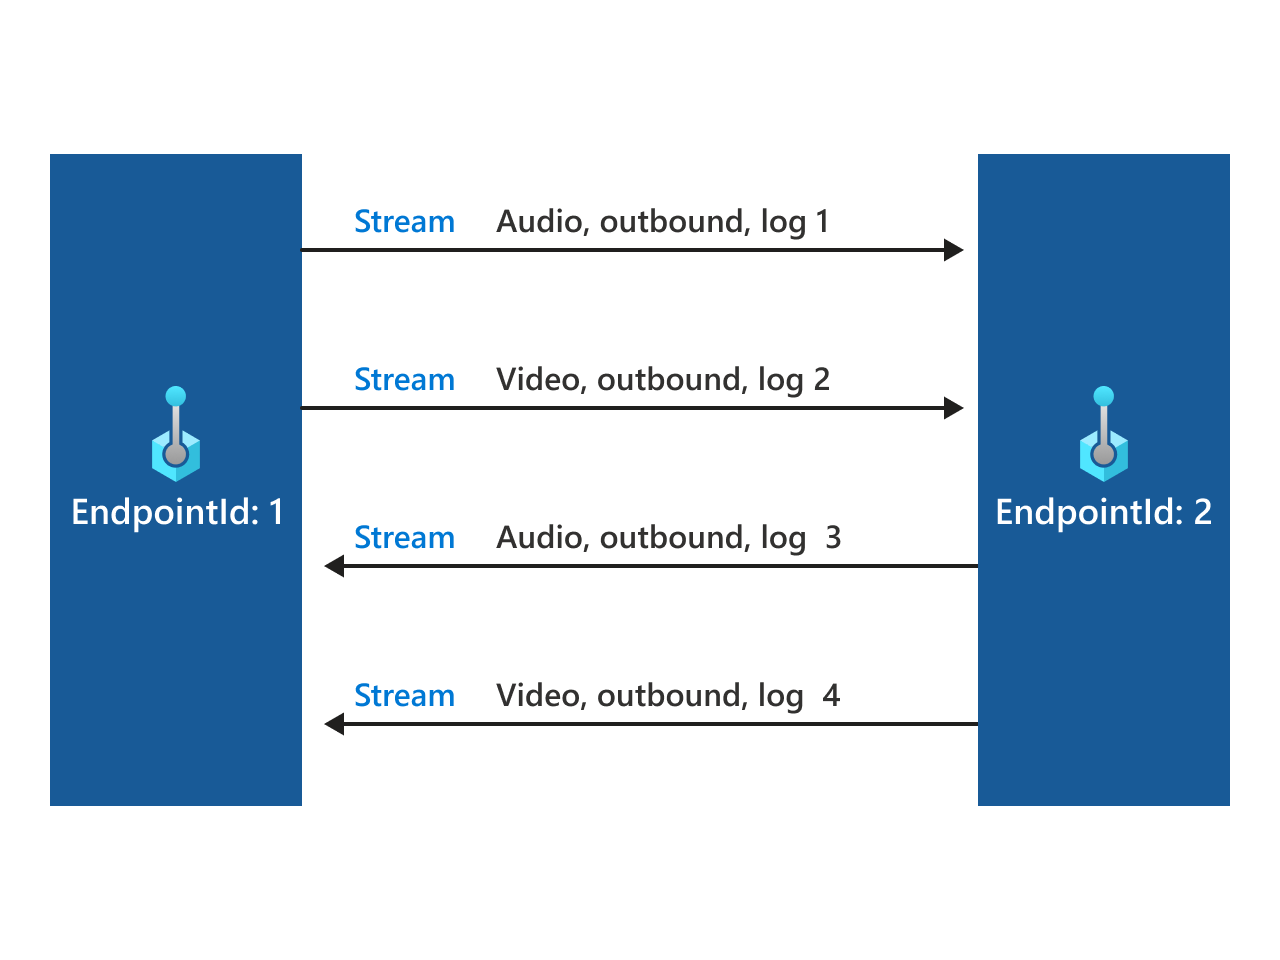 Stream Audio, outbound, log 1
Stream Video, outbound, log 2
EndpointId: 1
EndpointId: 2
Stream Audio, outbound, log 3
Stream Video, outbound, log 4